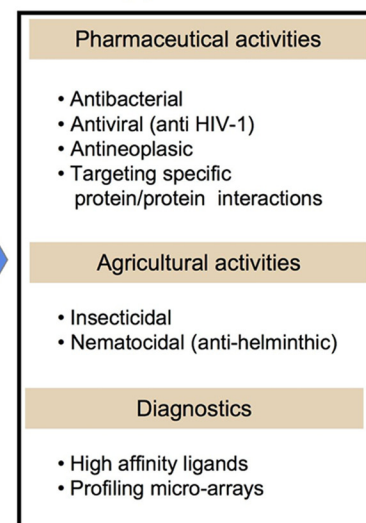 Pharmaceutical activities
• Antibacterial
• Antiviral (anti HIV-1)
• Antineoplasic
• Targeting specific
protein/protein interactions
Agricultural activities
• Insecticidal
• Nematocidal (anti-helminthic)
Diagnostics
• High affinity ligands
• Profiling micro-arrays